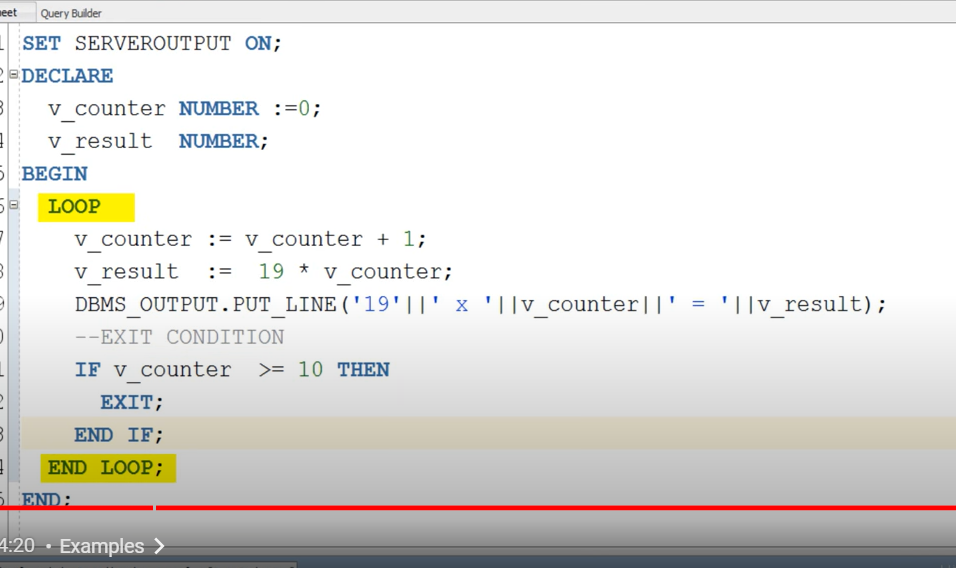 Query Builder
SET SERVEROUTPUT ON;
DECLARE
v_counter NUMBER :=0;
v_result  NUMBER;
BEGIN
LOOP
v_counter := v_counter + 1;
v_result  :=  19 * v_counter;
DBMS_OUTPUT.PUT_LINE('19'||' x '||v_counter||' = '||v_result);
--EXIT CONDITION
IF v_counter  >= 10 THEN
EXIT;
END IF;
END LOOP;
END;
4:20 • Examples